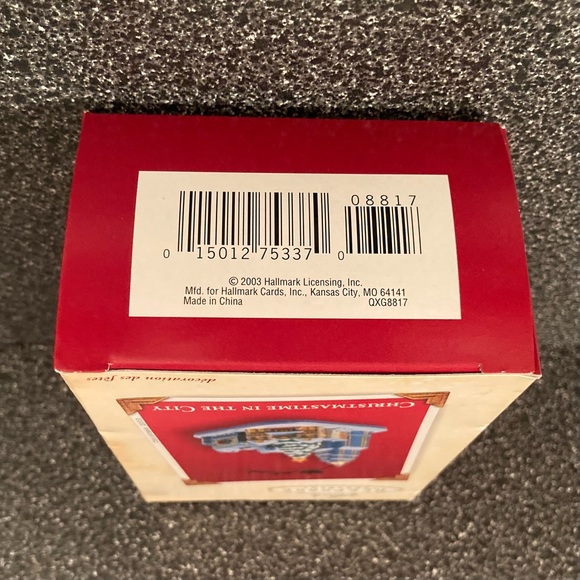 08817
0 15012 75337 0
© 2003 Hallmark Licensing, Inc.
Mfd. for Hallmark Cards, Inc., Kansas City, MO 64141
Made in China QXG8817
décoration des fêtes
CHRISTMASTIME IN THE CITY